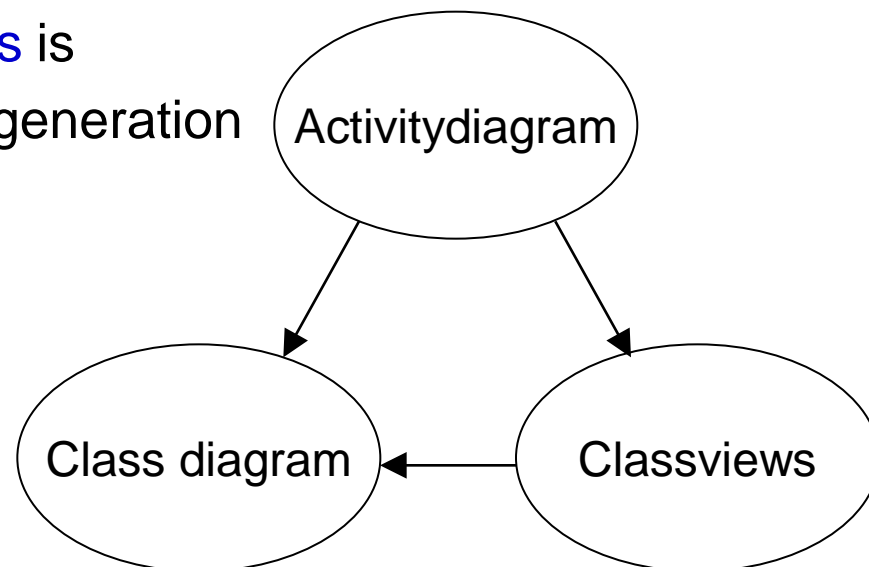 is
generation
Activitydiagram
Class diagram
Classviews